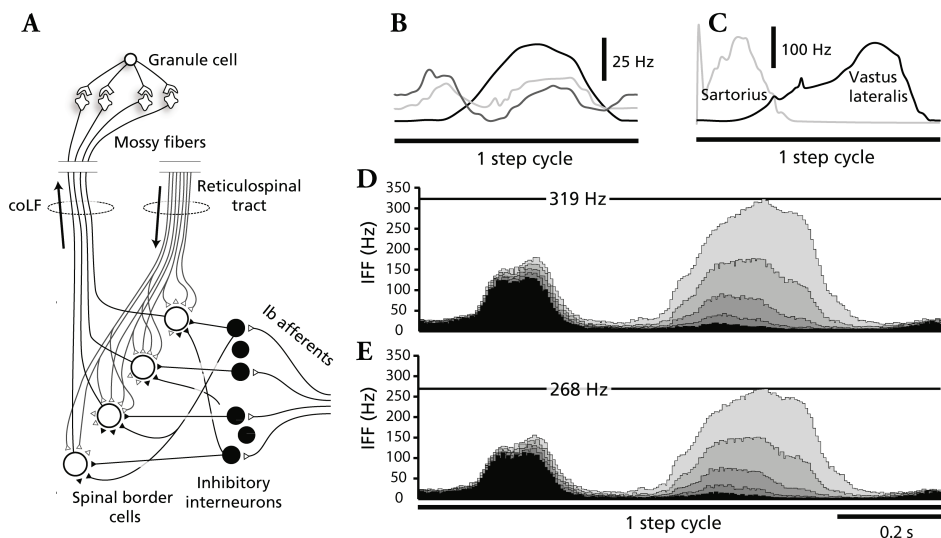 A
Granule cell
Mossy fibers
coLF
Reticulospinal
tract
Ib afferents
Spinal border
cells
Inhibitory
interneurons
B
25 Hz
1 step cycle
C
100 Hz
Sartorius
Vastus
lateralis
1 step cycle
D
IFF (Hz)
350
300
250
200
150
100
50
0
319 Hz
E
IFF (Hz)
350
300
250
200
150
100
50
0
268 Hz
1 step cycle
0.2 s